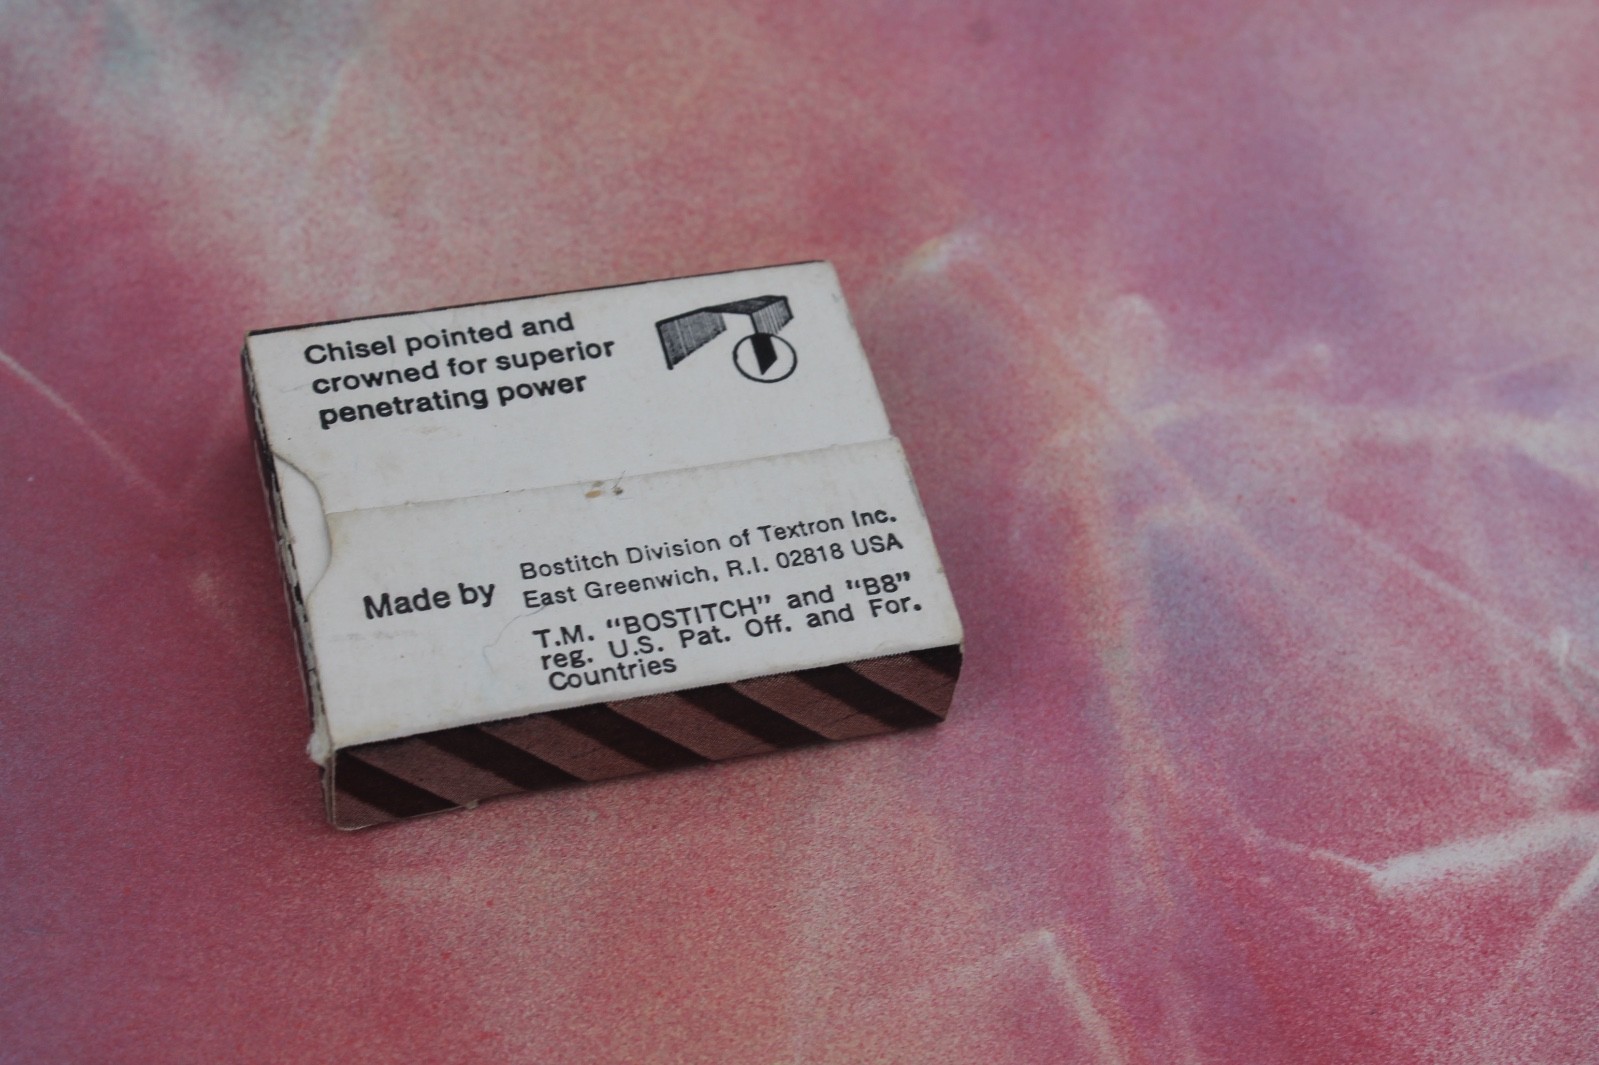 Chisel pointed and
crowned for superior
penetrating power
Made by
Bostitch Division of Textron Inc.
East Greenwich, R.I. 02818 USA
T.M. “BOSTITCH” and “B8”
reg. U.S. Pat. Off. and For.
Countries